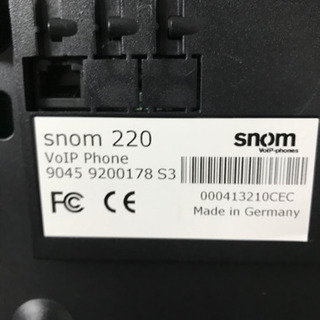 snom 220
snom
VoIP Phone
VoIP-phones
9045 9200178 S3
000413210CEC
FC CE
Made in Germany